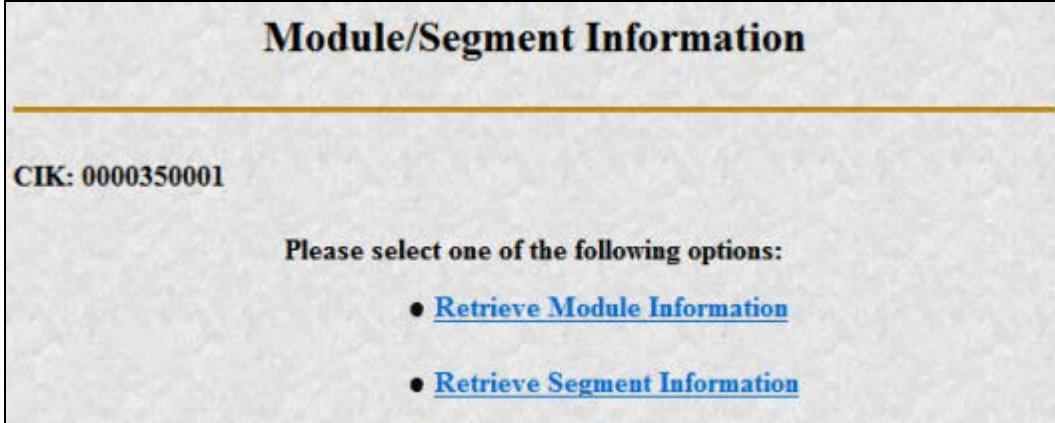 Module/Segment Information
CIK: 0000350001
Please select one of the following options:
● Retrieve Module Information
● Retrieve Segment Information